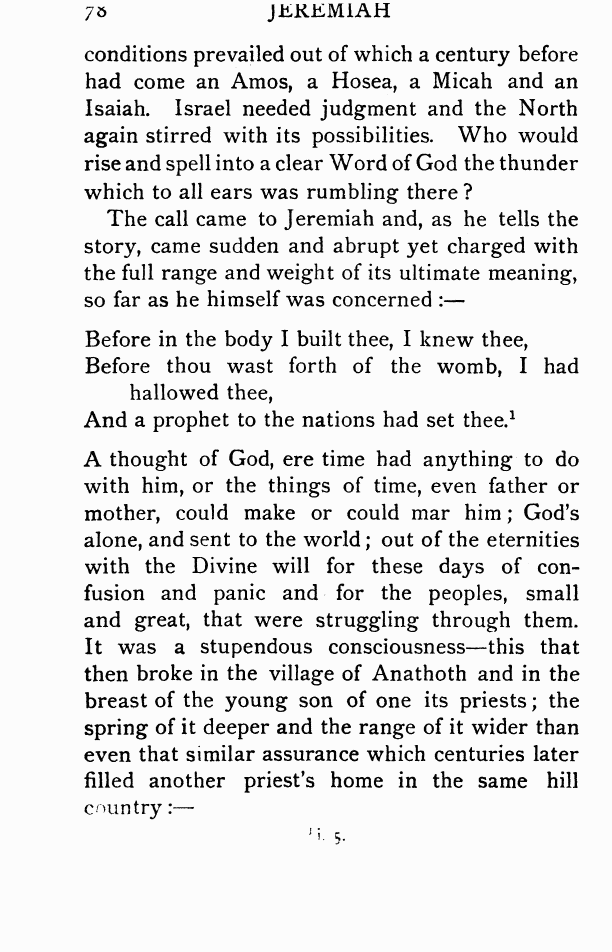 78 JEREMIAH
conditions prevailed out of which a century before
had come an Amos, a Hosea, a Micah and an
Isaiah. Israel needed judgment and the North
again stirred with its possibilities. Who would
rise and spell into a clear Word of God the thunder
which to all ears was rumbling there ?
The call came to Jeremiah and, as he tells the
story, came sudden and abrupt yet charged with
the full range and weight of its ultimate meaning,
so far as he himself was concerned :—
Before in the body I built thee, I knew thee,
Before thou wast forth of the womb, I had
hallowed thee,
And a prophet to the nations had set thee.¹
A thought of God, ere time had anything to do
with him, or the things of time, even father or
mother, could make or could mar him ; God's
alone, and sent to the world ; out of the eternities
with the Divine will for these days of con-
fusion and panic and for the peoples, small
and great, that were struggling through them.
It was a stupendous consciousness—this that
then broke in the village of Anathoth and in the
breast of the young son of one its priests ; the
spring of it deeper and the range of it wider than
even that similar assurance which centuries later
filled another priest's home in the same hill
country :—
¹ i. 5.